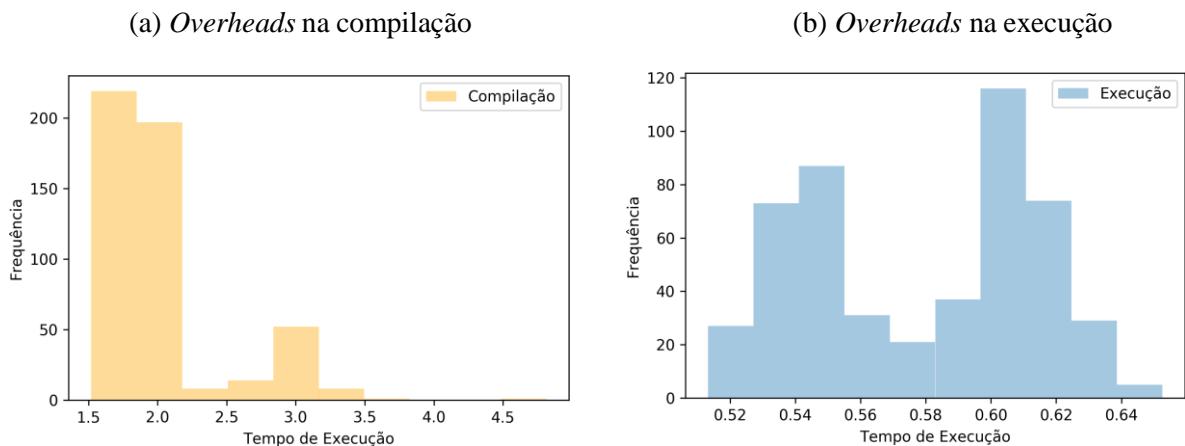 (a) Overheads na compilação
(b) Overheads na execução
Compilação
200
150
100
50
0
Frequência
1.5 2.0 2.5 3.0 3.5 4.0 4.5
Tempo de Execução
Execução
120
100
80
60
40
20
0
Frequência
0.52 0.54 0.56 0.58 0.60 0.62 0.64
Tempo de Execução